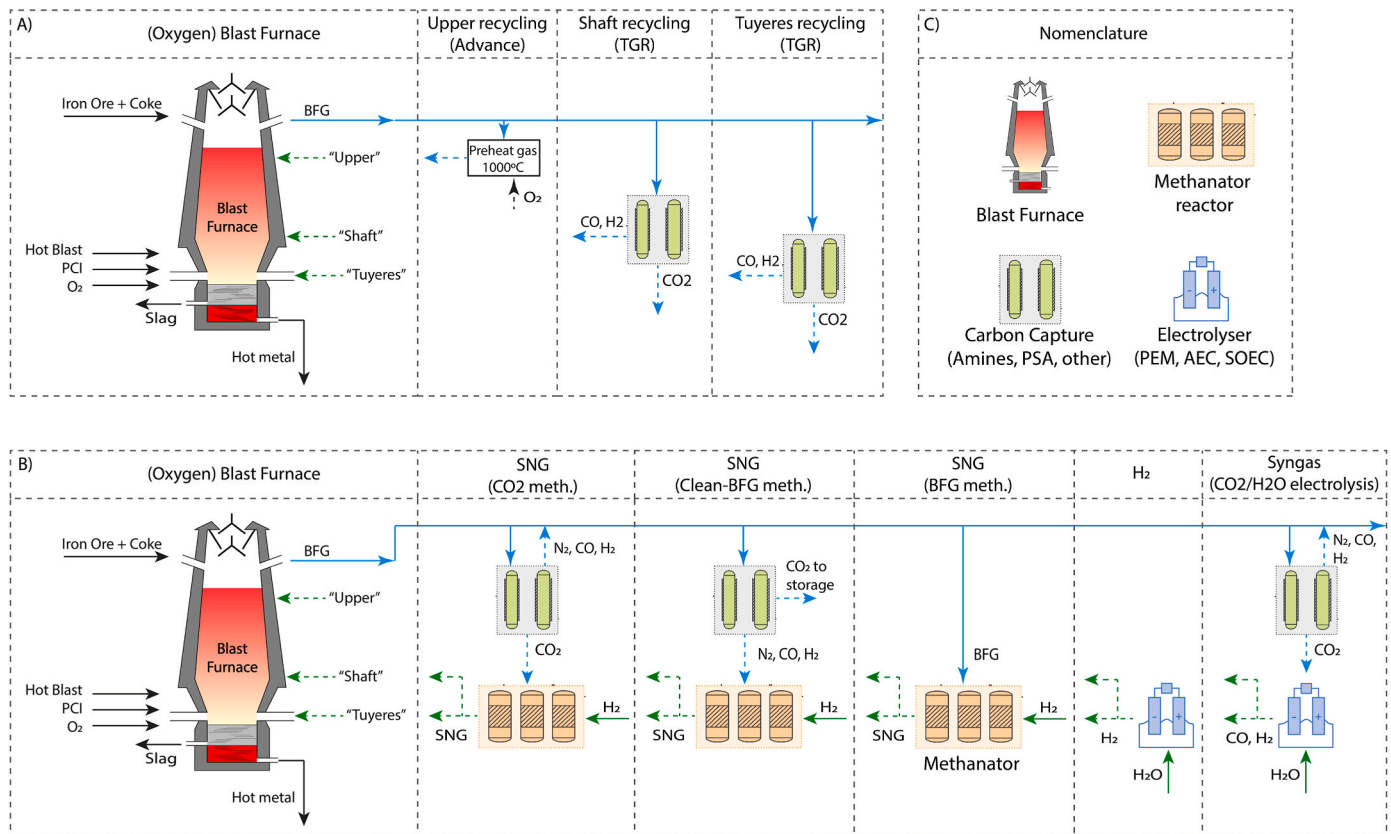 A)
(Oxygen) Blast Furnace
Upper recycling
(Advance)
Shaft recycling
(TGR)
Tuyeres recycling
(TGR)
Iron Ore + Coke
BFG
"Upper"
Preheat gas
1000ºC
O₂
Blast
Furnace
"Shaft"
CO, H2
CO2
Hot Blast
PCI
O₂
"Tuyeres"
CO, H2
CO2
Slag
Hot metal
C)
Nomenclature
Blast Furnace
Methanator
reactor
Carbon Capture
(Amines, PSA, other)
- +
Electrolyser
(PEM, AEC, SOEC)
B)
(Oxygen) Blast Furnace
SNG
(CO2 meth.)
SNG
(Clean-BFG meth.)
SNG
(BFG meth.)
H₂
Syngas
(CO2/H2O electrolysis)
Iron Ore + Coke
BFG
"Upper"
Blast
Furnace
"Shaft"
Hot Blast
PCI
O₂
"Tuyeres"
Slag
Hot metal
N₂, CO, H₂
CO₂
H₂
SNG
CO₂ to
storage
N₂, CO, H₂
H₂
SNG
BFG
H₂
SNG
Methanator
- +
H₂
H₂O
N₂, CO,
H₂
CO₂
- +
CO, H₂
H₂O